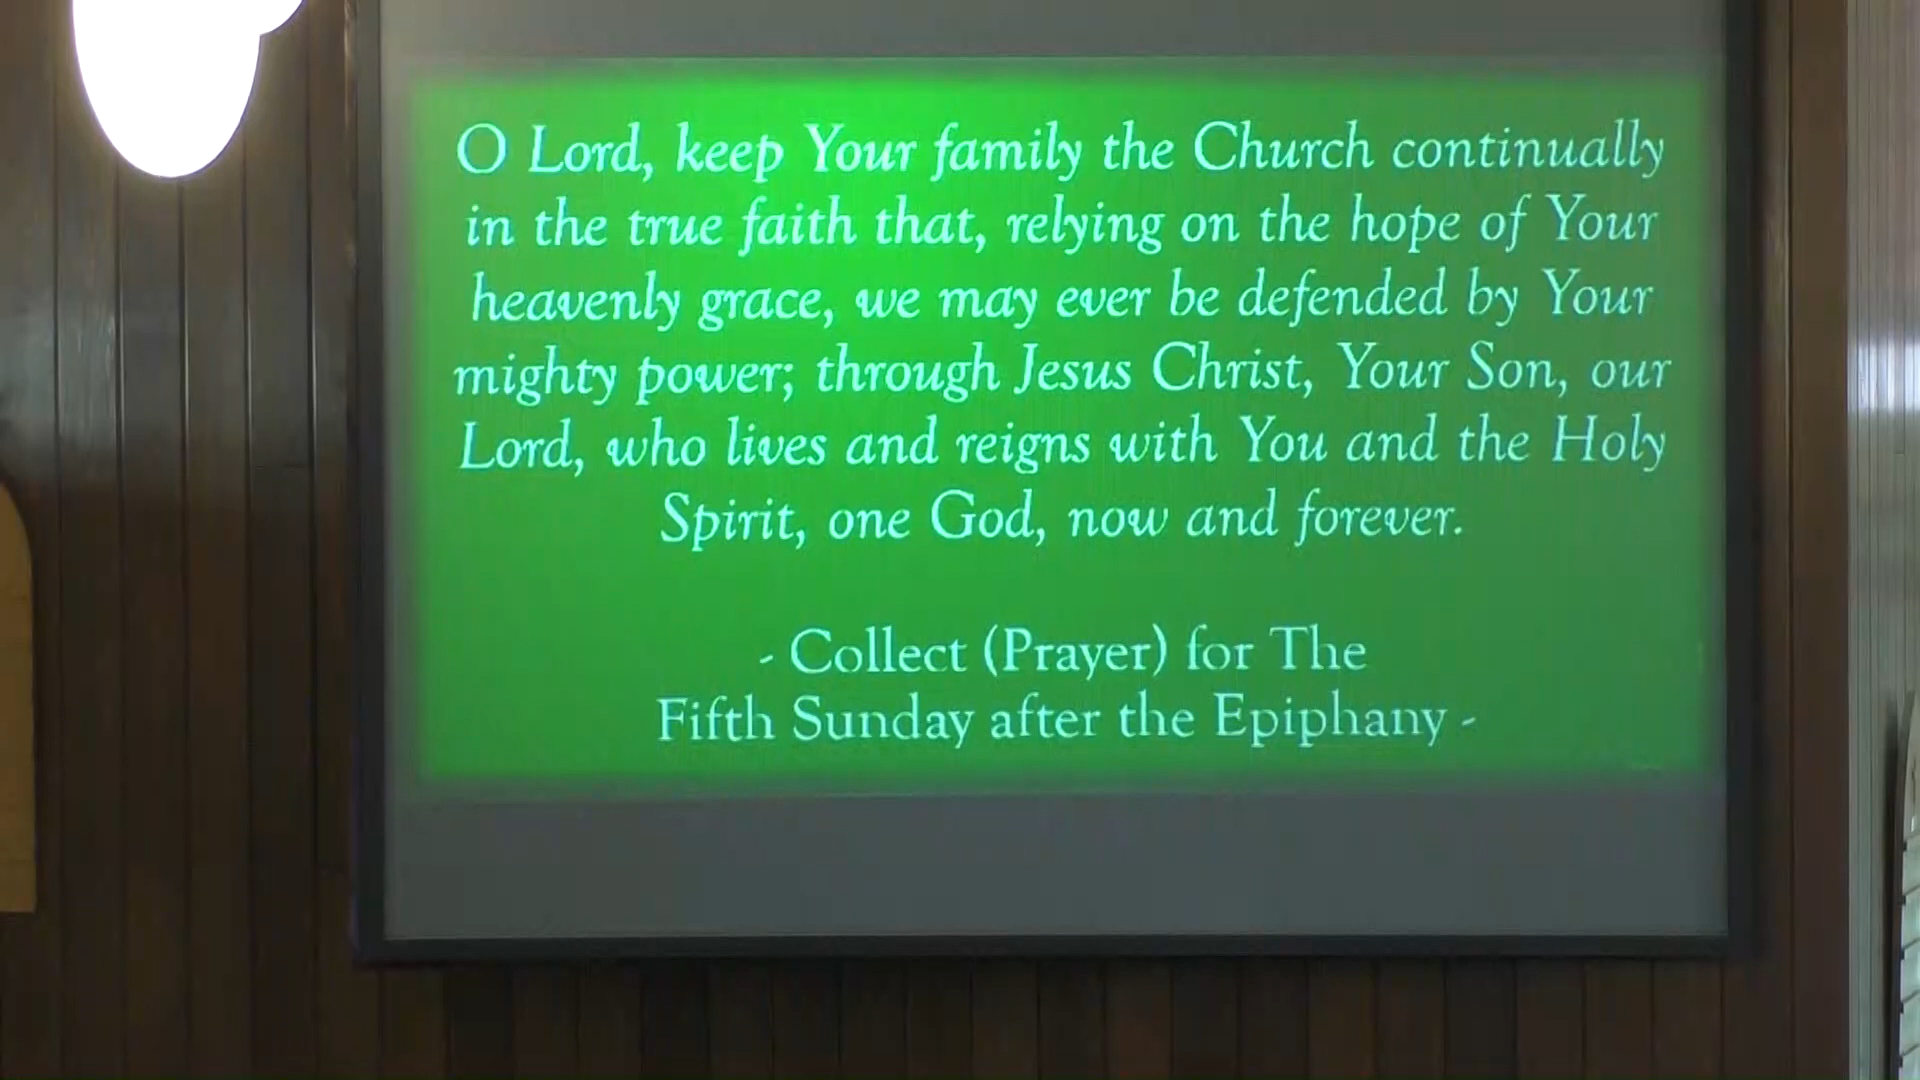 O Lord, keep Your family the Church continually
in the true faith that, relying on the hope of Your
heavenly grace, we may ever be defended by Your
mighty power; through Jesus Christ, Your Son, our
Lord, who lives and reigns with You and the Holy
Spirit, one God, now and forever.
- Collect (Prayer) for The
Fifth Sunday after the Epiphany -